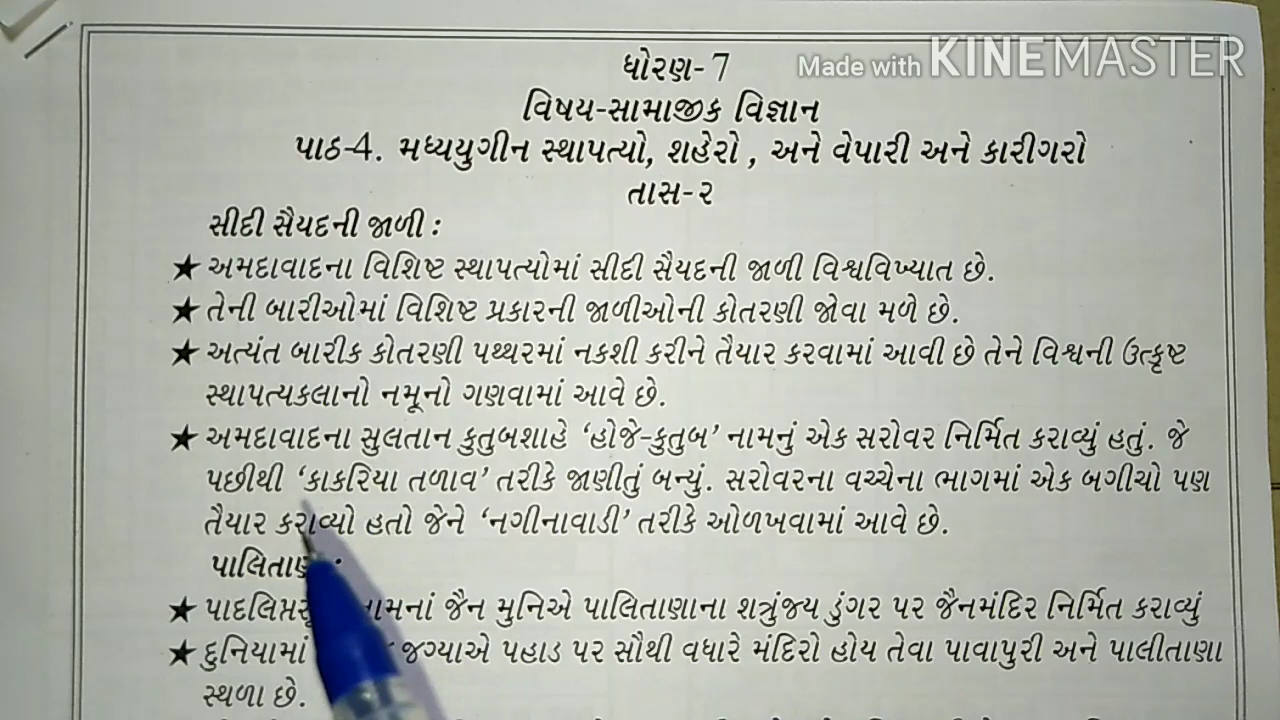 ધોરણ-7
Made with KINEMASTER
વિષય-સામાજીક વિજ્ઞાન
પાઠ-4. મધ્યયુગીન સ્થાપત્યો, શહેરો , અને વેપારી અને કારીગરો
તાસ-૨
સીદી સૈયદની જાળી :
★ અમદાવાદના વિશિષ્ટ સ્થાપત્યોમાં સીદી સૈયદની જાળી વિશ્વવિખ્યાત છે.
★ તેની બારીઓમાં વિશિષ્ટ પ્રકારની જાળીઓની કોતરણી જોવા મળે છે.
★ અત્યંત બારીક કોતરણી પથ્થરમાં નકશી કરીને તૈયાર કરવામાં આવી છે તેને વિશ્વની ઉત્કૃષ્ટ
સ્થાપત્યકલાનો નમૂનો ગણવામાં આવે છે.
★ અમદાવાદના સુલતાન કુતુબશાહે ‘હોજે-કુતુબ’ નામનું એક સરોવર નિર્મિત કરાવ્યું હતું. જે
પછીથી ‘કાકરિયા તળાવ’ તરીકે જાણીતું બન્યું. સરોવરના વચ્ચેના ભાગમાં એક બગીચો પણ
તૈયાર કરાવ્યો હતો જેને ‘નગીનાવાડી’ તરીકે ઓળખવામાં આવે છે.
★ જૈન મુનિએ પાલિતાણાના શત્રુંજ્ય ડુંગર પર જૈનમંદિર નિર્મિત કરાવ્યું
★ દુનિયામાં જગ્યાએ પહાડ પર સૌથી વધારે મંદિરો હોય તેવા પાવાપુરી અને પાલીતાણા
સ્થળા છે.